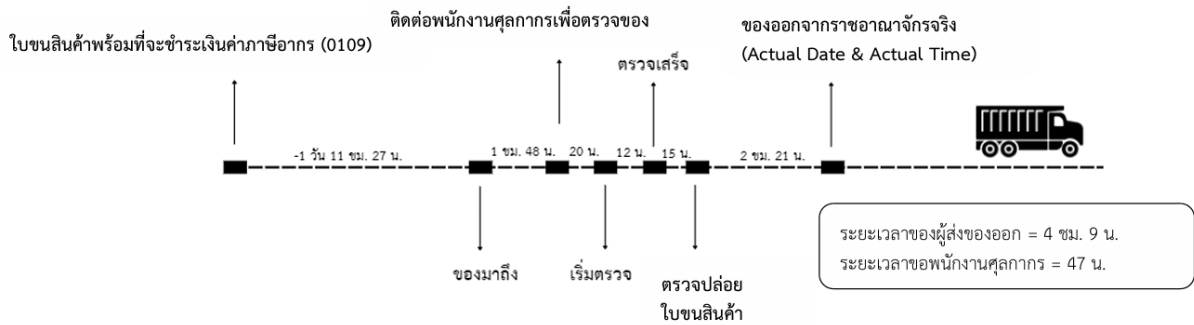 ติดต่อพนักงานศุลกากรเพื่อตรวจของ
ใบขนสินค้าพร้อมที่จะชำระเงินค่าภาษีอากร (0109)
ของออกจากราชอาณาจักรจริง
(Actual Date & Actual Time)
ตรวจเสร็จ
-1 วัน 11 ชม. 27 น.
1 ชม. 48 น.
20 น.
12 น.
15 น.
2 ชม. 21 น.
ของมาถึง
เริ่มตรวจ
ตรวจปล่อย
ใบขนสินค้า
ระยะเวลาของผู้ส่งของออก = 4 ชม. 9 น.
ระยะเวลาขอพนักงานศุลกากร = 47 น.